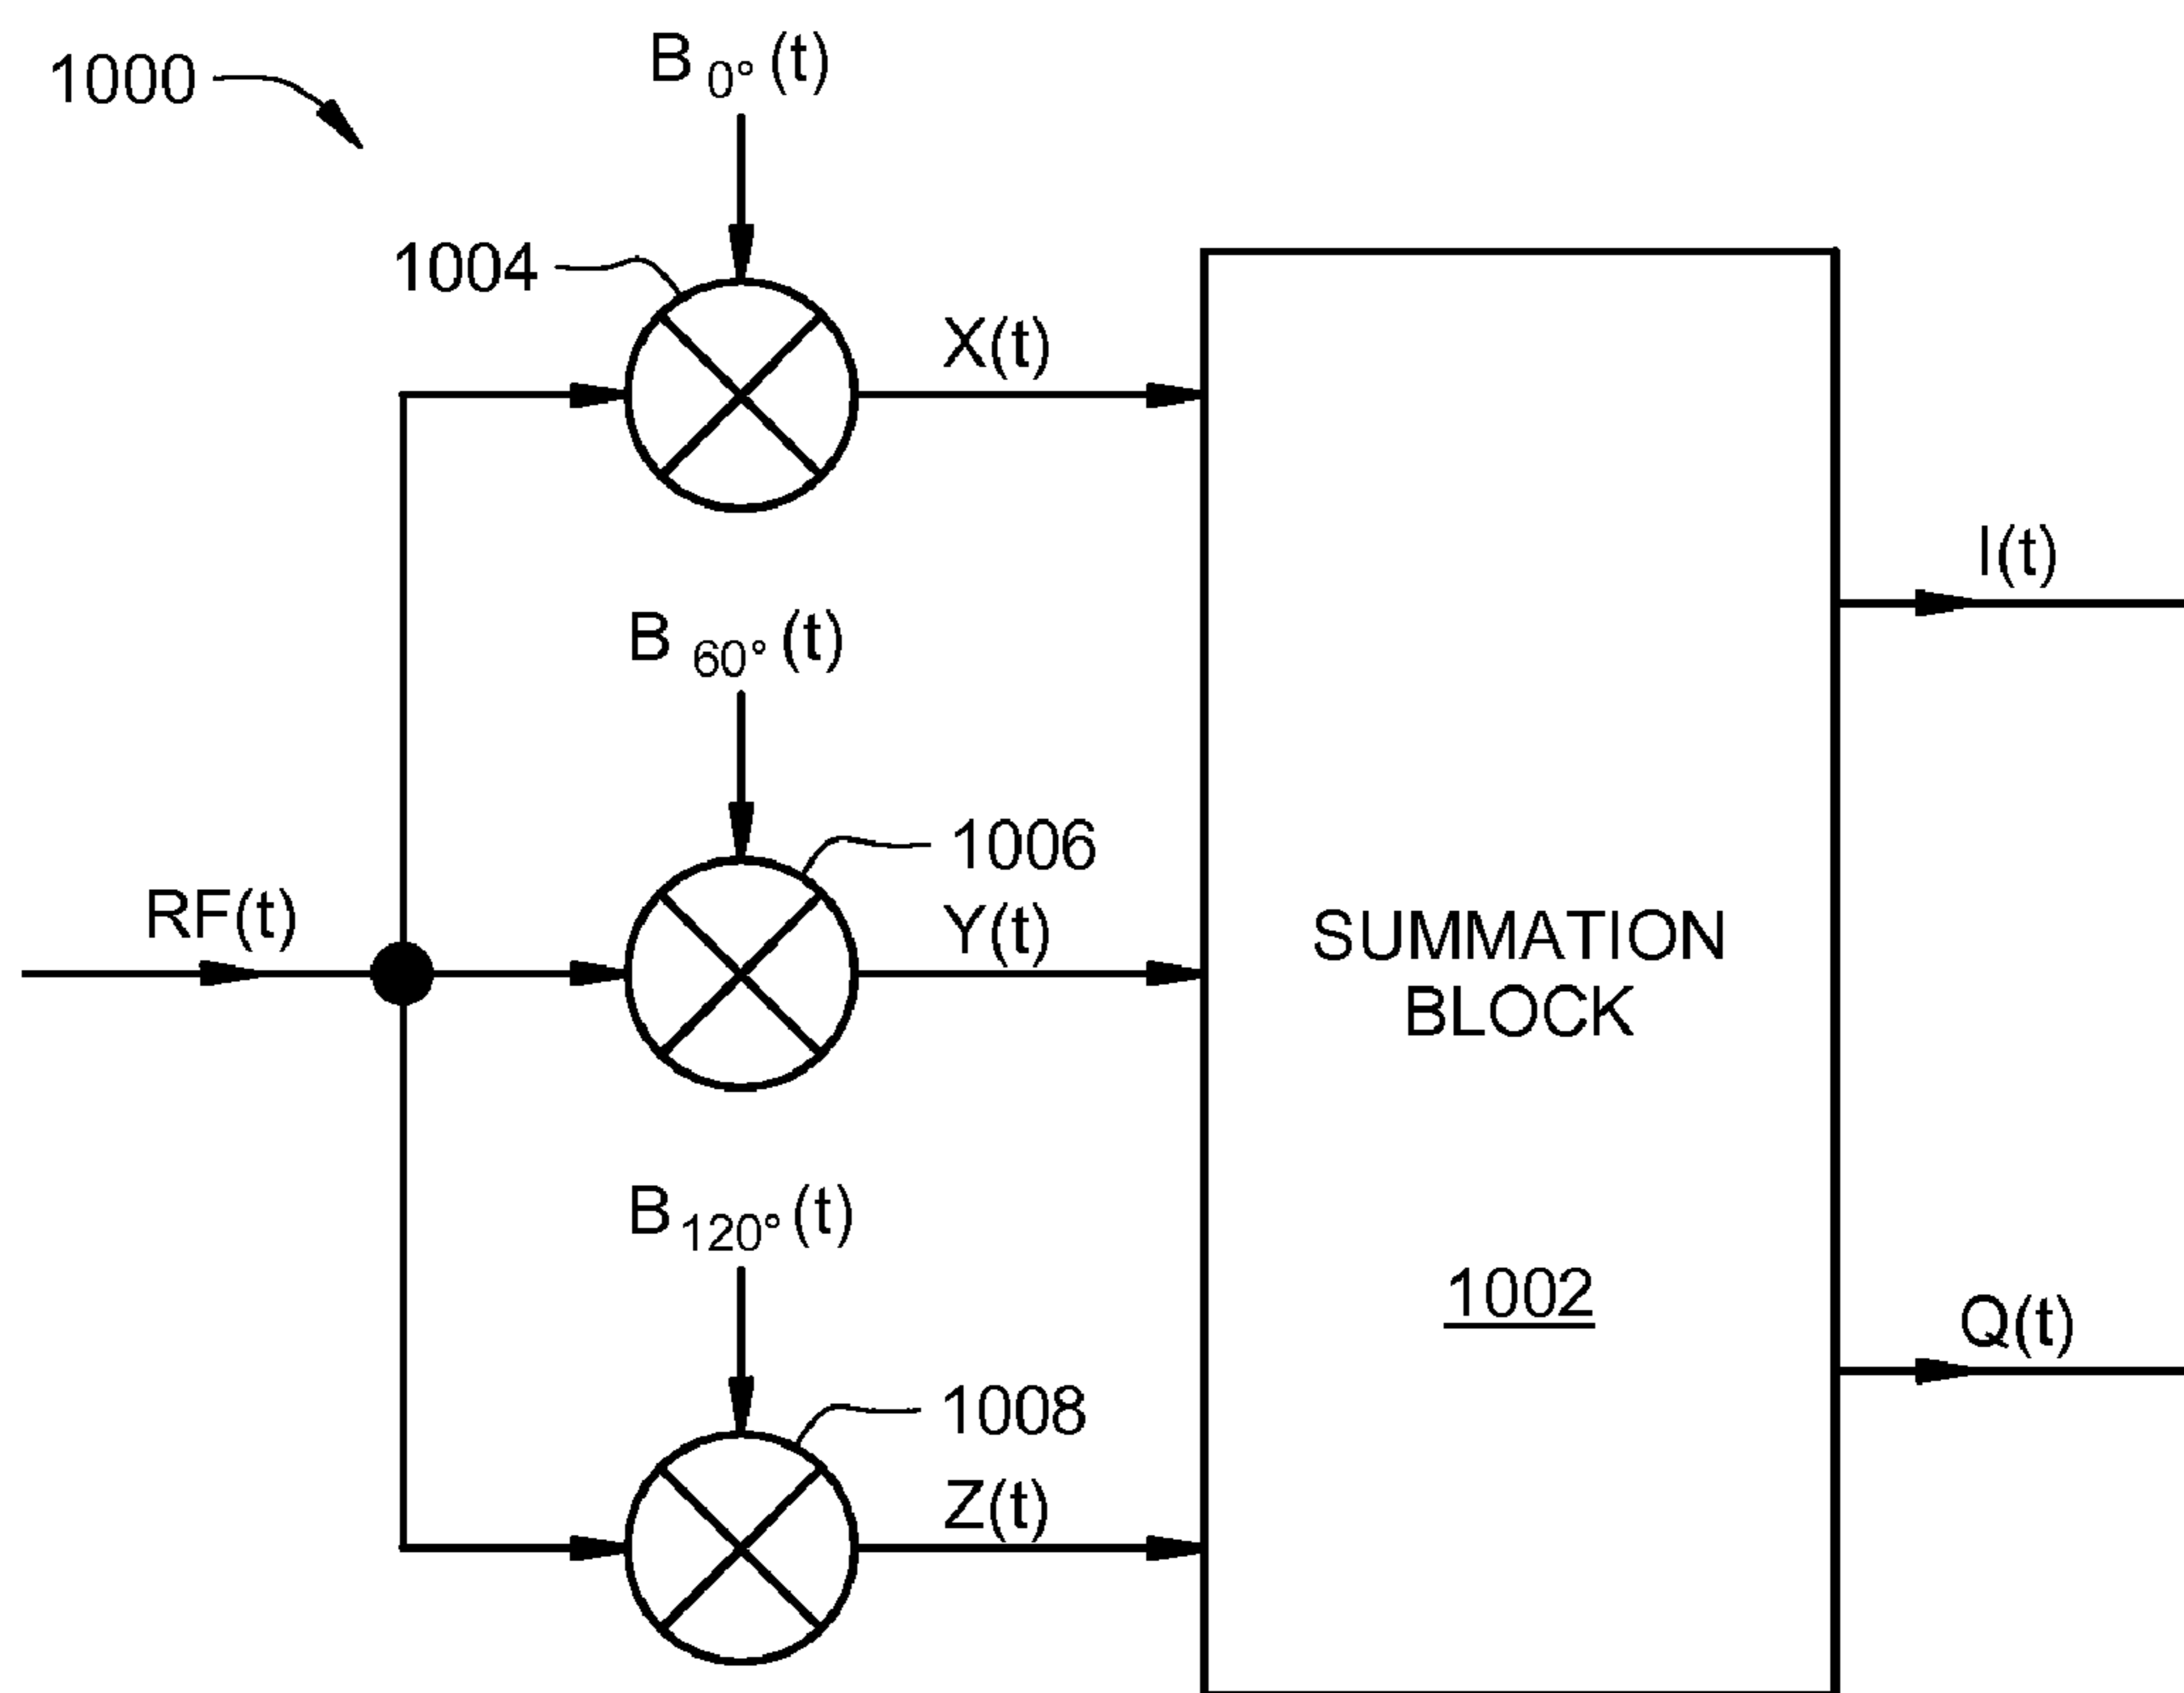 1000
B 0° (t)
1004
X(t)
I(t)
B 60° (t)
1006
RF(t)
Y(t)
SUMMATION
BLOCK
B 120° (t)
1002
Q(t)
1008
Z(t)